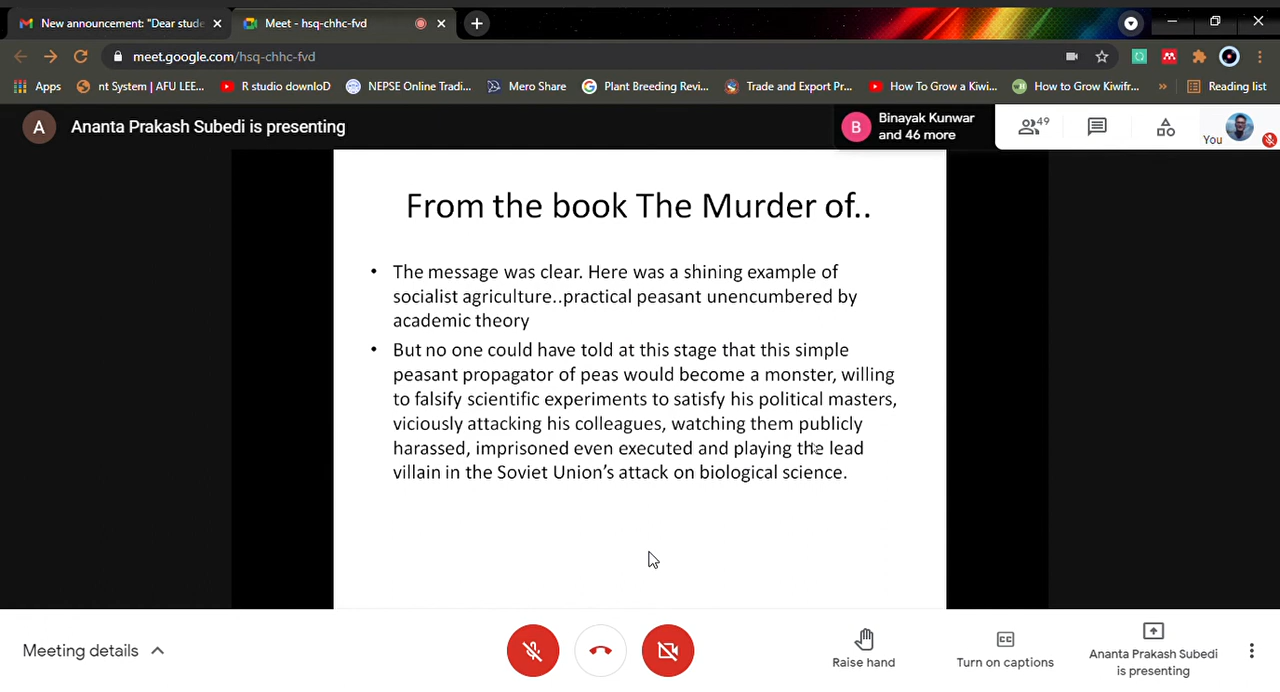 New announcement: "Dear stude
Meet - hsq-chhc-fvd
meet.google.com/hsq-chhc-fvd
Apps
nt System | AFU LEE...
R studio downloD
NEPSE Online Tradi...
Mero Share
Plant Breeding Revi...
Trade and Export Pr...
How To Grow a Kiwi...
How to Grow Kiwifr...
»
Reading list
A
Ananta Prakash Subedi is presenting
B
Binayak Kunwar
and 46 more
49
You
From the book The Murder of..
• The message was clear. Here was a shining example of
socialist agriculture..practical peasant unencumbered by
academic theory
• But no one could have told at this stage that this simple
peasant propagator of peas would become a monster, willing
to falsify scientific experiments to satisfy his political masters,
viciously attacking his colleagues, watching them publicly
harassed, imprisoned even executed and playing the lead
villain in the Soviet Union's attack on biological science.
Meeting details
Raise hand
CC
Turn on captions
Ananta Prakash Subedi
is presenting